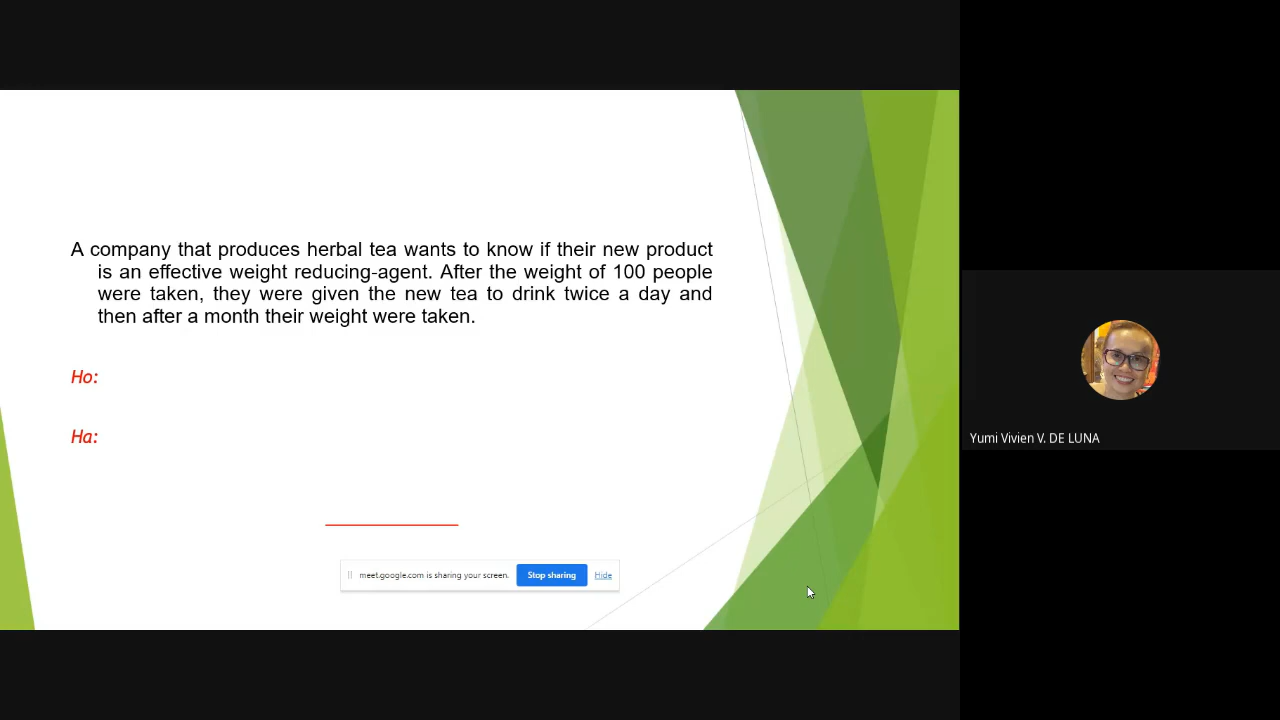 A company that produces herbal tea wants to know if their new product
is an effective weight reducing-agent. After the weight of 100 people
were taken, they were given the new tea to drink twice a day and
then after a month their weight were taken.
Ho:
Ha:
meet.google.com is sharing your screen.
Stop sharing
Hide
Yumi Vivien V. DE LUNA